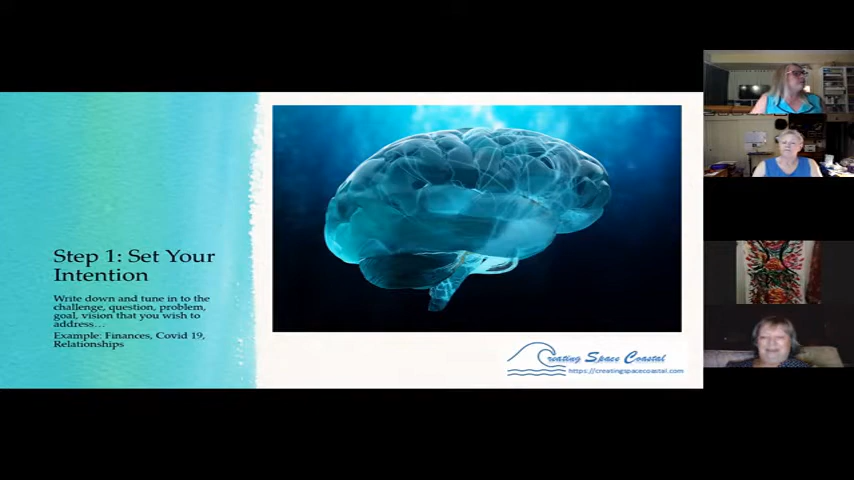 Step 1: Set Your
Intention
Write down and tune in to the
challenge, question, problem,
goal, vision that you wish to
address…
Example: Finances, Covid 19,
Relationships
Creating Space Coastal
https://creatingspacecoastal.com